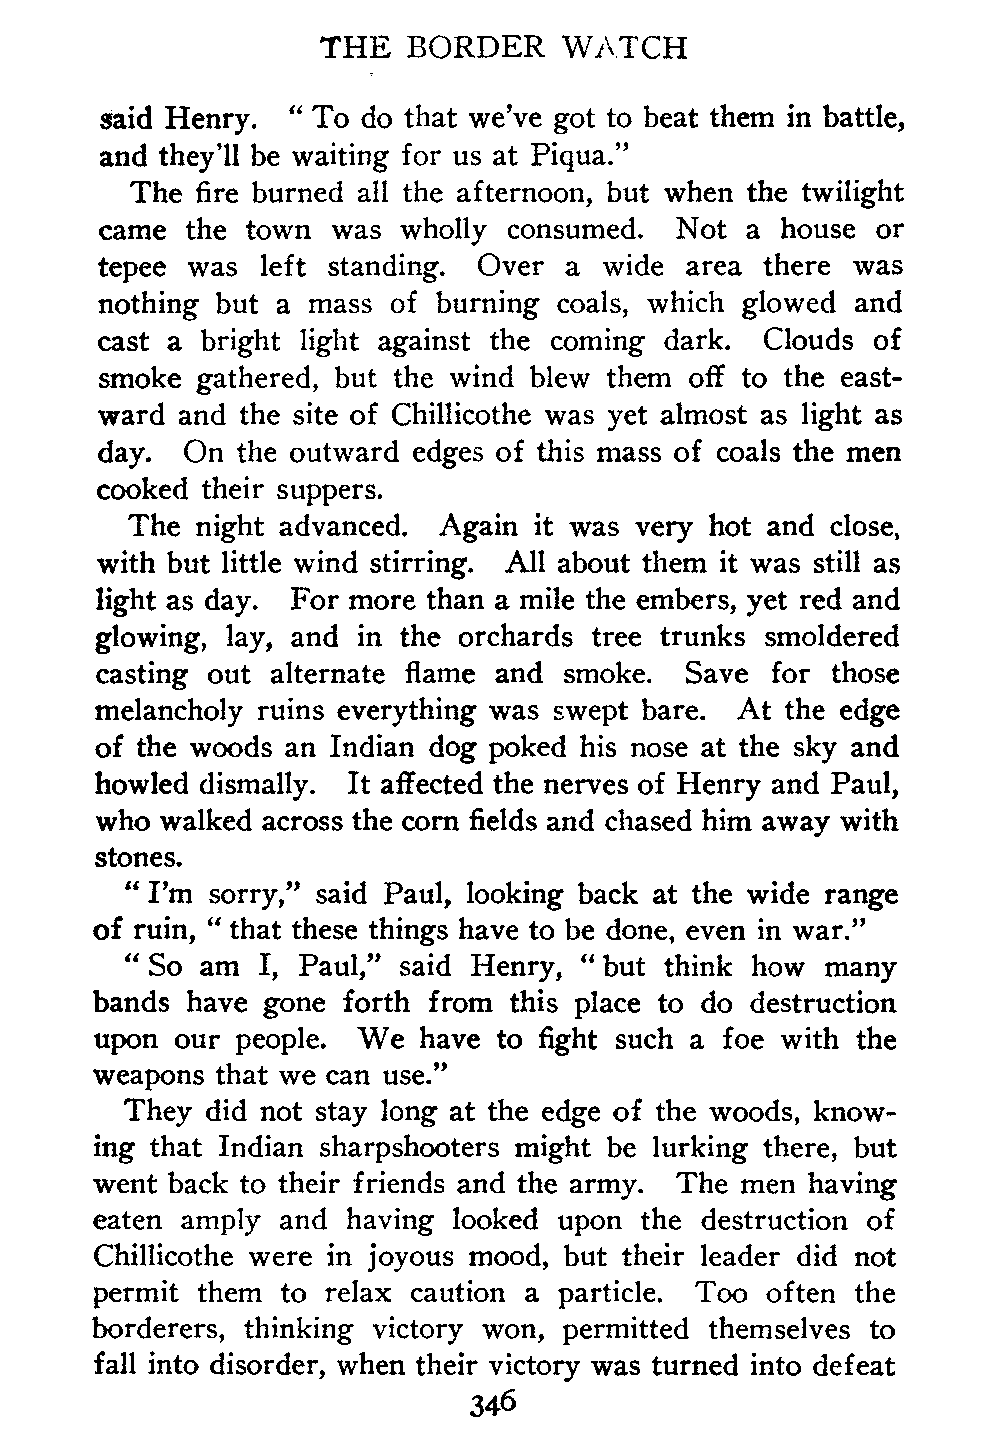 THE BORDER WATCH
said Henry. " To do that we've got to beat them in battle,
and they'll be waiting for us at Piqua."
The fire burned all the afternoon, but when the twilight
came the town was wholly consumed. Not a house or
tepee was left standing. Over a wide area there was
nothing but a mass of burning coals, which glowed and
cast a bright light against the coming dark. Clouds of
smoke gathered, but the wind blew them off to the east-
ward and the site of Chillicothe was yet almost as light as
day. On the outward edges of this mass of coals the men
cooked their suppers.
The night advanced. Again it was very hot and close,
with but little wind stirring. All about them it was still as
light as day. For more than a mile the embers, yet red and
glowing, lay, and in the orchards tree trunks smoldered
casting out alternate flame and smoke. Save for those
melancholy ruins everything was swept bare. At the edge
of the woods an Indian dog poked his nose at the sky and
howled dismally. It affected the nerves of Henry and Paul,
who walked across the corn fields and chased him away with
stones.
" I'm sorry," said Paul, looking back at the wide range
of ruin, " that these things have to be done, even in war."
" So am I, Paul," said Henry, " but think how many
bands have gone forth from this place to do destruction
upon our people. We have to fight such a foe with the
weapons that we can use."
They did not stay long at the edge of the woods, know-
ing that Indian sharpshooters might be lurking there, but
went back to their friends and the army. The men having
eaten amply and having looked upon the destruction of
Chillicothe were in joyous mood, but their leader did not
permit them to relax caution a particle. Too often the
borderers, thinking victory won, permitted themselves to
fall into disorder, when their victory was turned into defeat
346